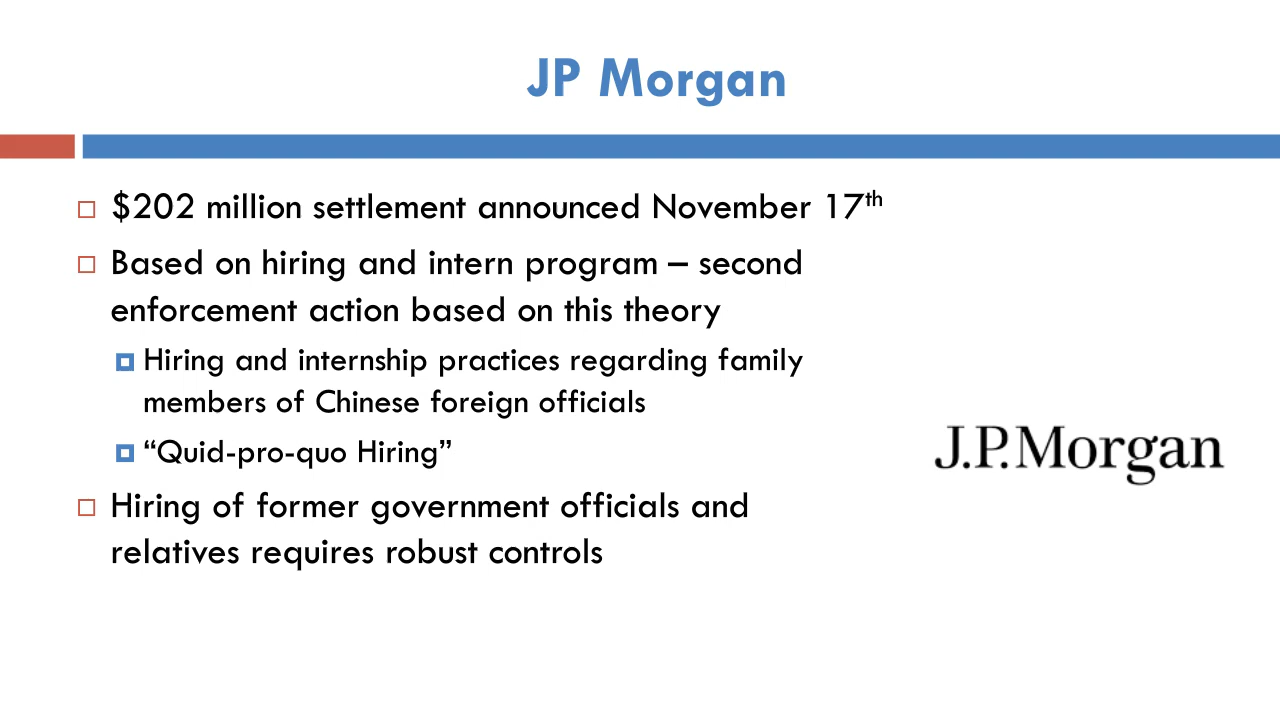 JP Morgan
$202 million settlement announced November 17th
Based on hiring and intern program – second
enforcement action based on this theory
Hiring and internship practices regarding family
members of Chinese foreign officials
“Quid-pro-quo Hiring”
J.P.Morgan
Hiring of former government officials and
relatives requires robust controls